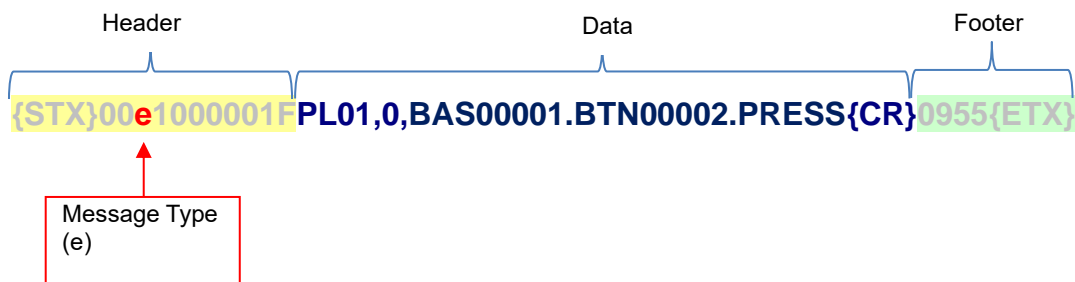 Header Data Footer
{STX}00e1000001FPL01,0,BAS00001.BTN00002.PRESS{CR}0955{ETX}
Message Type
(e)